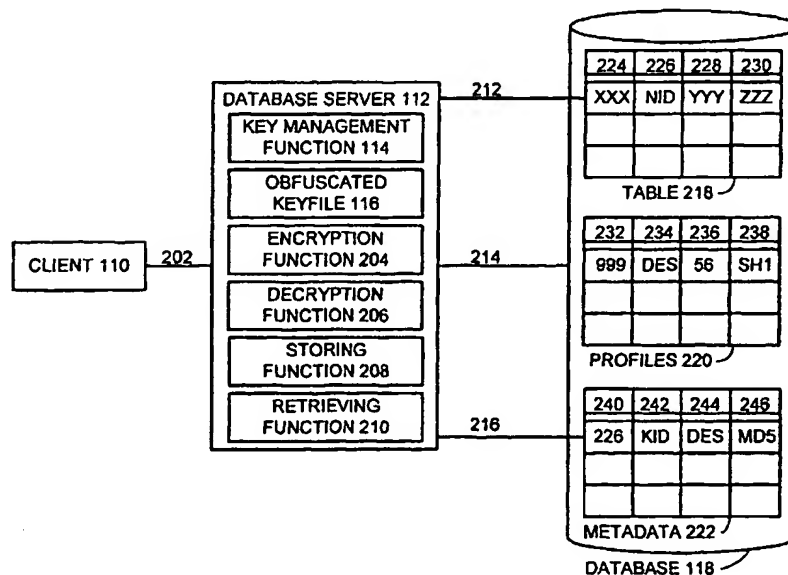 CLIENT 110
202
DATABASE SERVER 112
KEY MANAGEMENT
FUNCTION 114
OBFUSCATED
KEYFILE 116
ENCRYPTION
FUNCTION 204
DECRYPTION
FUNCTION 206
STORING
FUNCTION 208
RETRIEVING
FUNCTION 210
212
214
216
224 226 228 230
XXX NID YYY ZZZ
TABLE 218
232 234 236 238
999 DES 56 SH1
PROFILES 220
240 242 244 246
226 KID DES MD5
METADATA 222
DATABASE 118